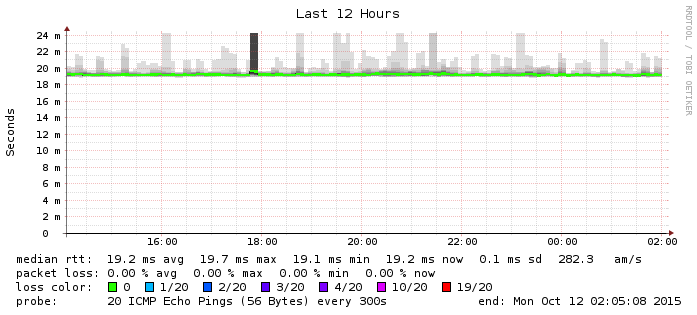 Last 12 Hours
RRDTOOL / TOBI OETIKER
Seconds
24 m
22 m
20 m
18 m
16 m
14 m
12 m
10 m
8 m
6 m
4 m
2 m
0
16:00 18:00 20:00 22:00 00:00 02:00
median rtt: 19.2 ms avg 19.7 ms max 19.1 ms min 19.2 ms now 0.1 ms sd 282.3 am/s
packet loss: 0.00 % avg 0.00 % max 0.00 % min 0.00 % now
loss color: 0 1/20 2/20 3/20 4/20 10/20 19/20
probe: 20 ICMP Echo Pings (56 Bytes) every 300s end: Mon Oct 12 02:05:08 2015